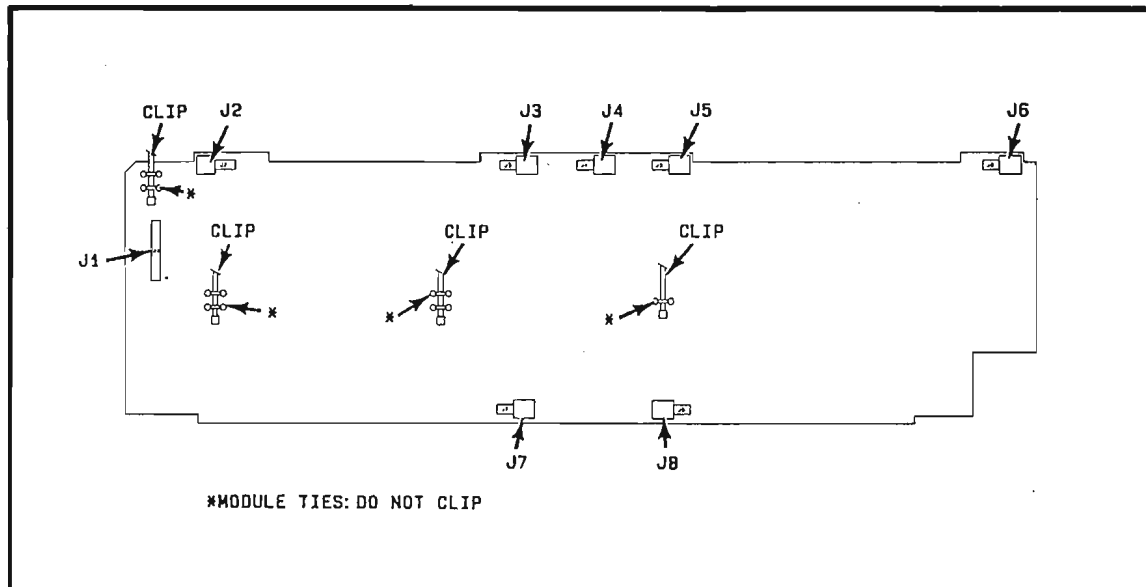 CLIP J2 J3 J4 J5 J6
*
CLIP CLIP CLIP
J1
* * *
J7 J8
*MODULE TIES: DO NOT CLIP